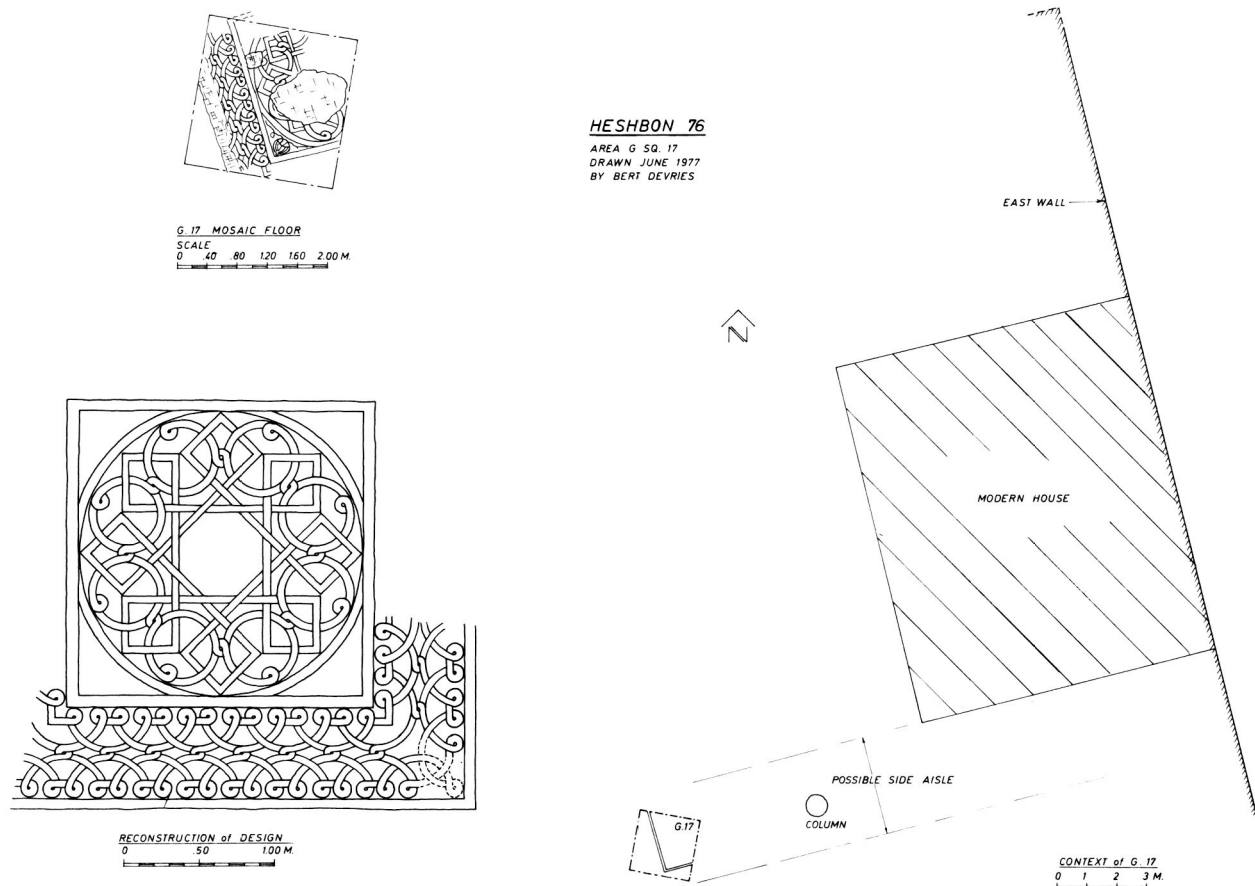 HESHBON 76
AREA G SQ. 17
DRAWN JUNE 1977
BY BERT DEVRIES
G.17 MOSAIC FLOOR
SCALE
0 .40 .80 1.20 1.60 2.00 M.
EAST WALL
N
MODERN HOUSE
POSSIBLE SIDE AISLE
COLUMN
G.17
RECONSTRUCTION of DESIGN
0 .50 1.00 M.
CONTEXT of G. 17
0 1 2 3 M.